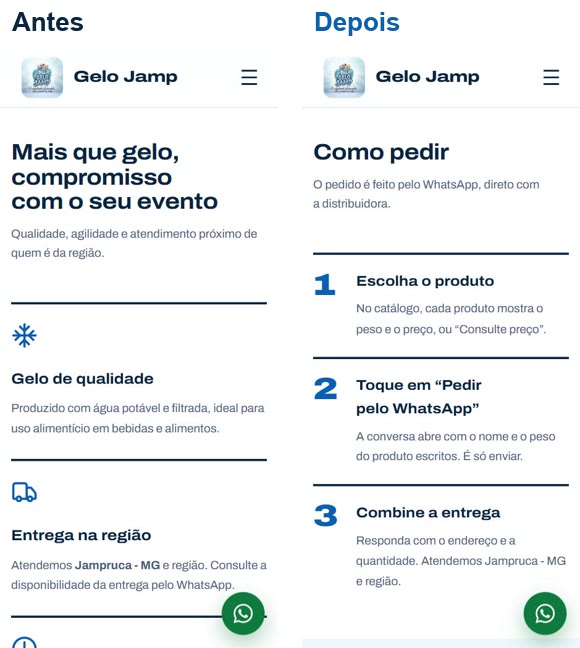 Antes
Gelo Jamp
Mais que gelo,
compromisso
com o seu evento
Qualidade, agilidade e atendimento próximo de
quem é da região.
Gelo de qualidade
Produzido com água potável e filtrada, ideal para
uso alimentício em bebidas e alimentos.
Entrega na região
Atendemos Jampruca - MG e região. Consulte a
disponibilidade da entrega pelo WhatsApp.
Depois
Gelo Jamp
Como pedir
O pedido é feito pelo WhatsApp, direto com
a distribuidora.
1
Escolha o produto
No catálogo, cada produto mostra o
peso e o preço, ou “Consulte preço”.
2
Toque em “Pedir
pelo WhatsApp”
A conversa abre com o nome e o peso
do produto escritos. É só enviar.
3
Combine a entrega
Responda com o endereço e a
quantidade. Atendemos Jampruca - MG
e região.